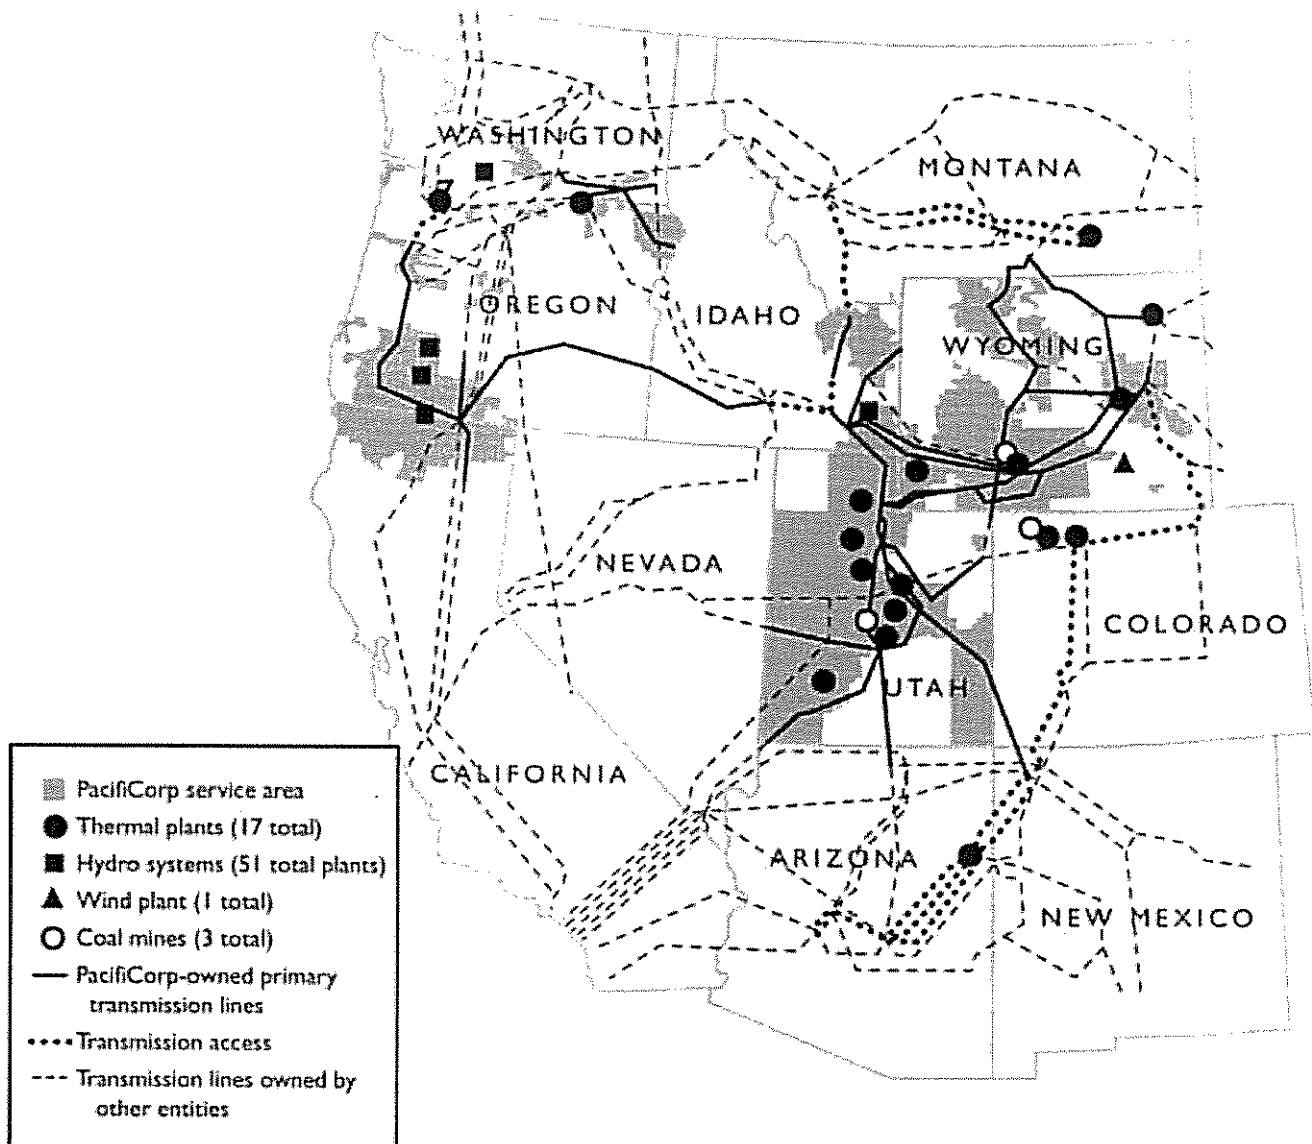 WASHINGTON
MONTANA
OREGON
IDAHO
WYOMING
NEVADA
COLORADO
UTAH
CALIFORNIA
ARIZONA
NEW MEXICO
PacifiCorp service area
Thermal plants (17 total)
Hydro systems (51 total plants)
Wind plant (1 total)
Coal mines (3 total)
PacifiCorp-owned primary
transmission lines
Transmission access
Transmission lines owned by
other entities